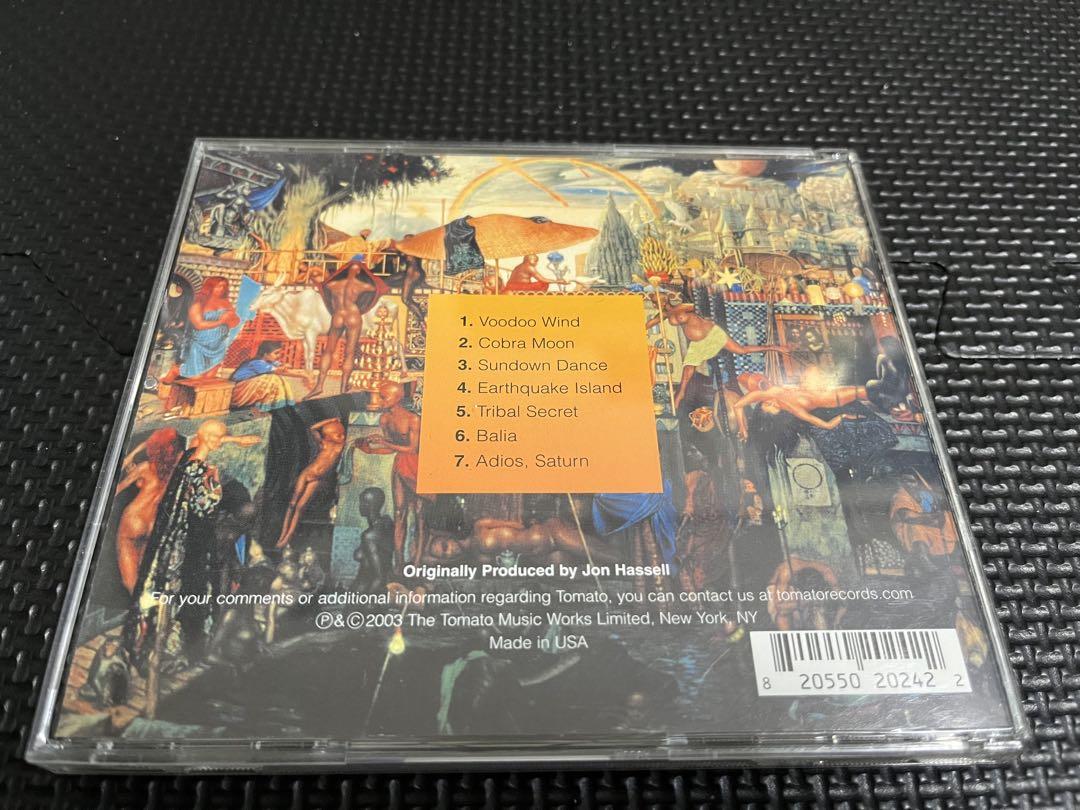 1. Voodoo Wind
2. Cobra Moon
3. Sundown Dance
4. Earthquake Island
5. Tribal Secret
6. Balia
7. Adios, Saturn
Originally Produced by Jon Hassell
For your comments or additional information regarding Tomato, you can contact us at tomatorecords.com
℗&©2003 The Tomato Music Works Limited, New York, NY
Made in USA
8 20550 20242 2